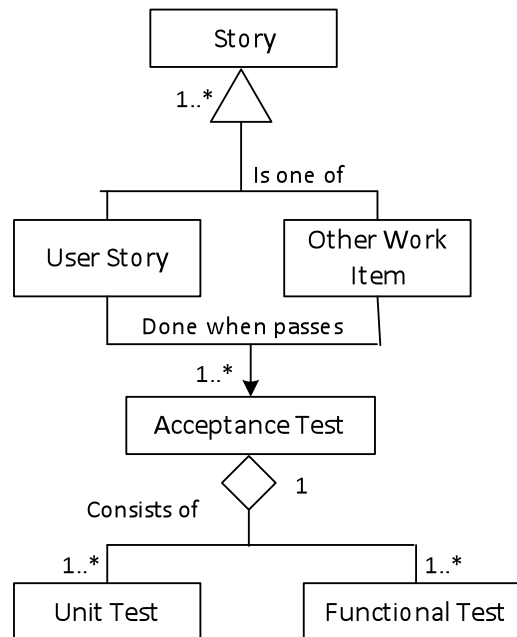 Story
1..*
Is one of
User Story
Other Work
Item
Done when passes
1..*
Acceptance Test
1
Consists of
1..*
1..*
Unit Test
Functional Test